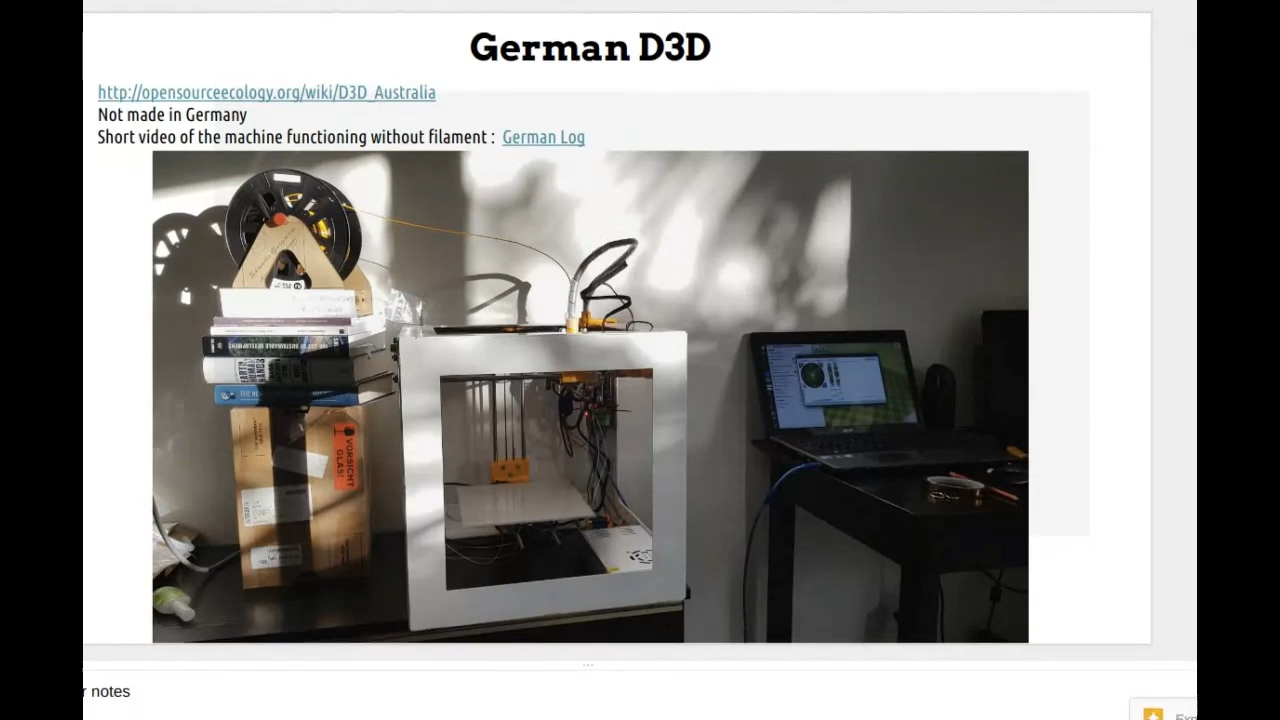 German D3D
http://opensourceecology.org/wiki/D3D_Australia
Not made in Germany
Short video of the machine functioning without filament : German Log
VORSICHT
GLAS!
r notes